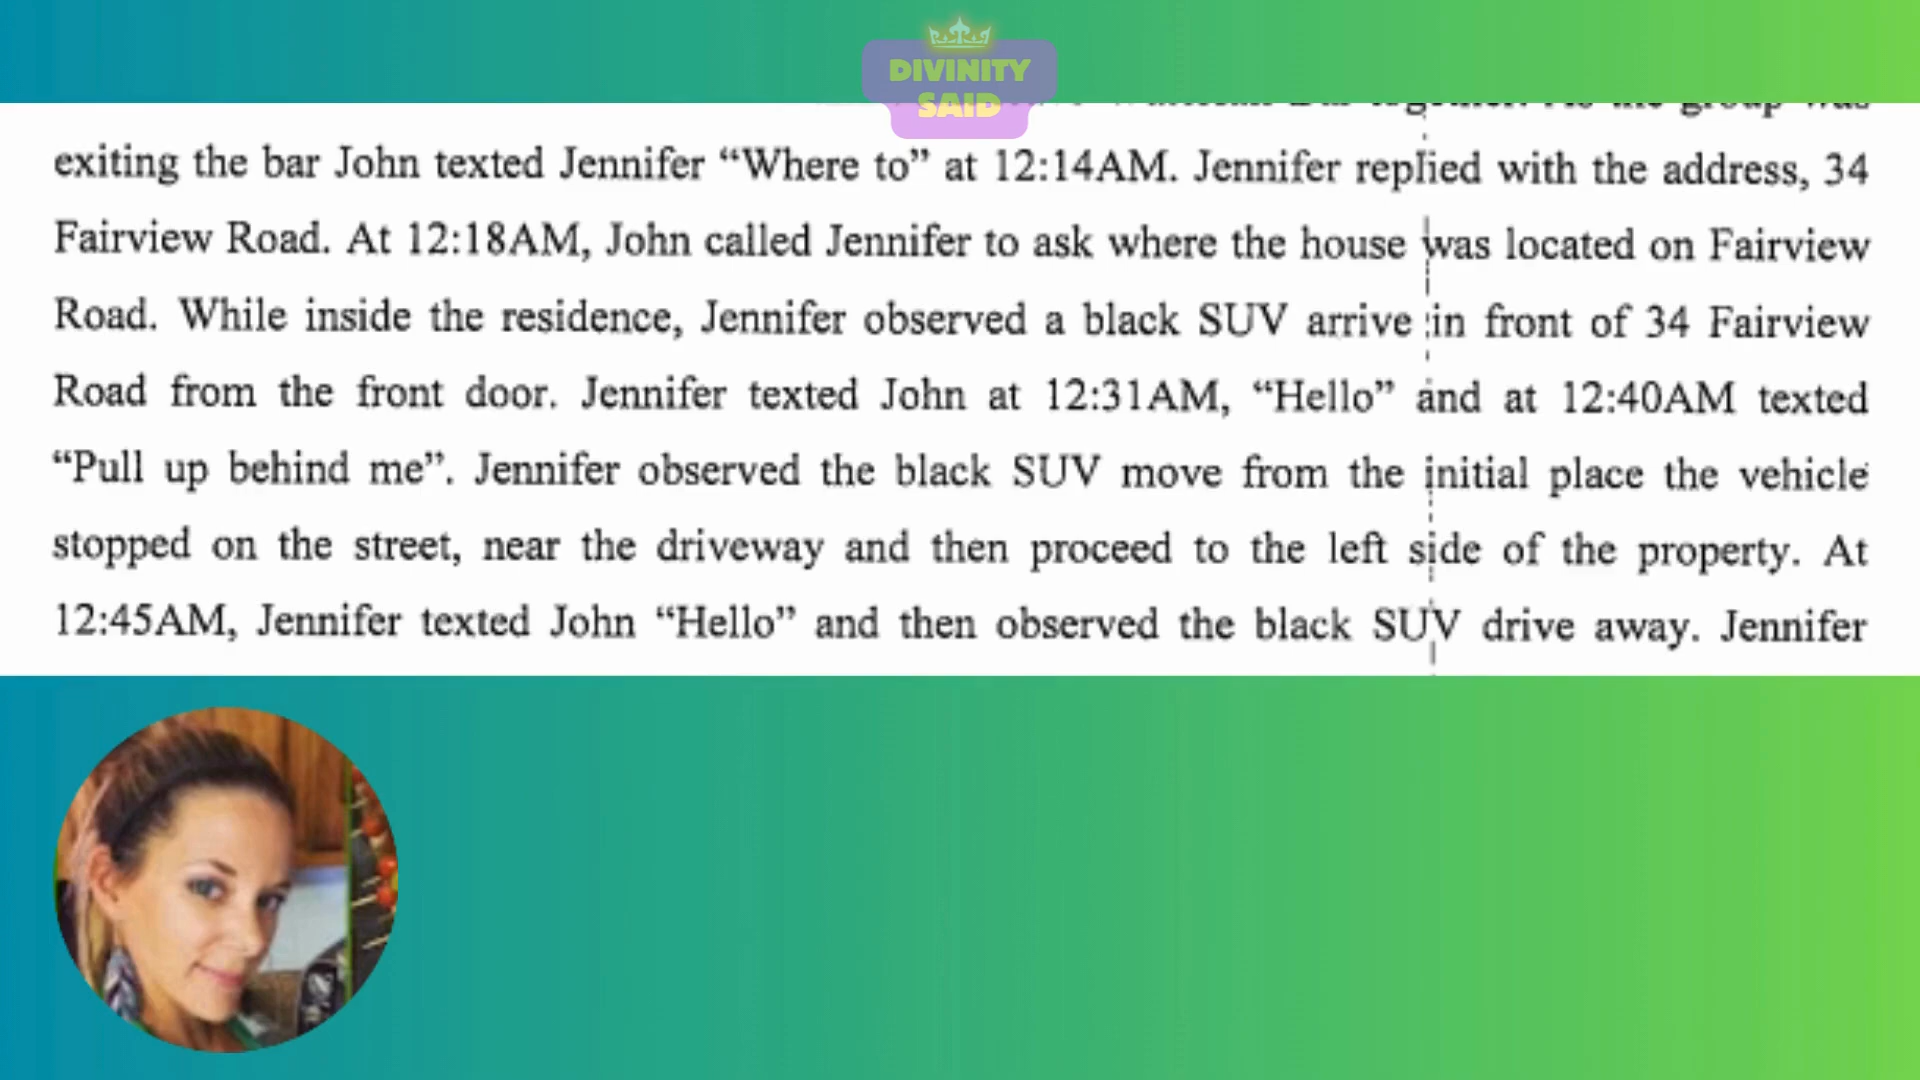 DIVINITY
SAID
exiting the bar John texted Jennifer “Where to” at 12:14AM. Jennifer replied with the address, 34
Fairview Road. At 12:18AM, John called Jennifer to ask where the house was located on Fairview
Road. While inside the residence, Jennifer observed a black SUV arrive in front of 34 Fairview
Road from the front door. Jennifer texted John at 12:31AM, “Hello” and at 12:40AM texted
“Pull up behind me”. Jennifer observed the black SUV move from the initial place the vehicle
stopped on the street, near the driveway and then proceed to the left side of the property. At
12:45AM, Jennifer texted John “Hello” and then observed the black SUV drive away. Jennifer